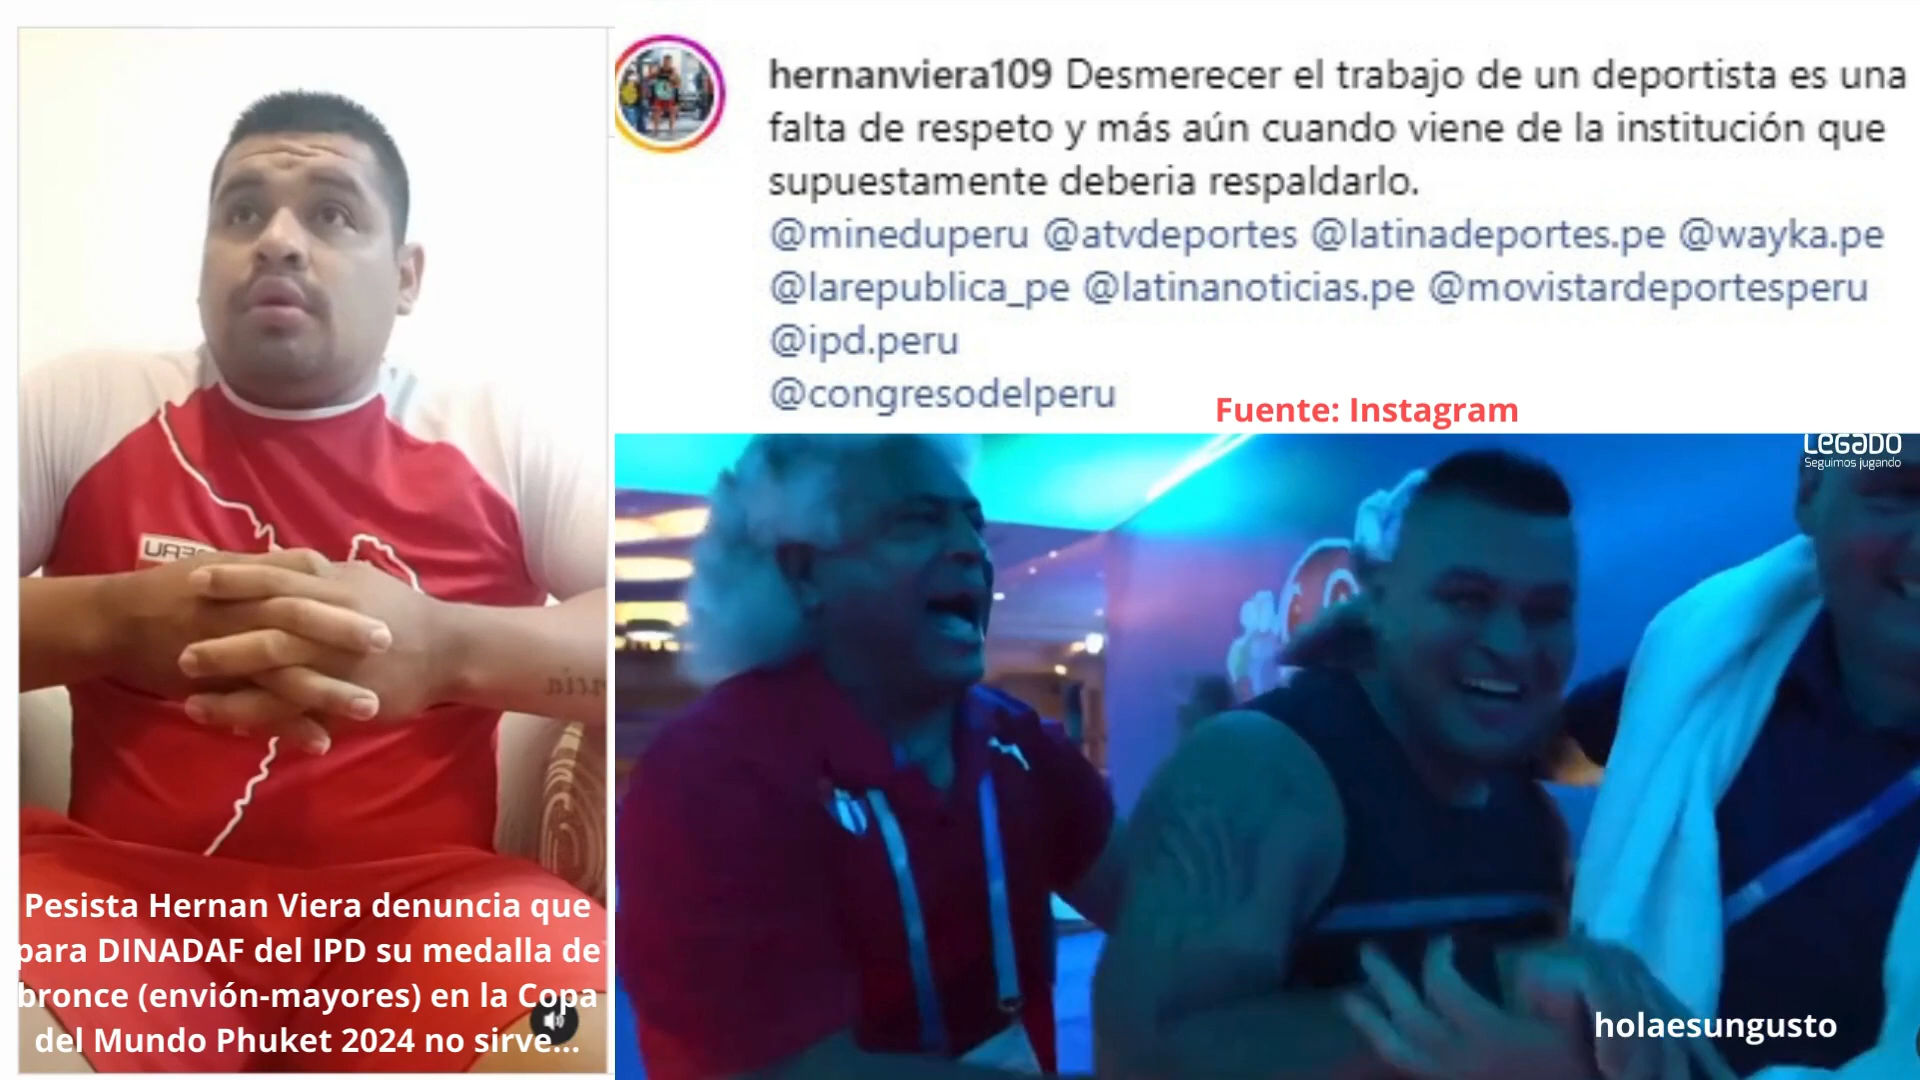 hernanviera109 Desmerecer el trabajo de un deportista es una
falta de respeto y más aún cuando viene de la institución que
supuestamente deberia respaldarlo.
@mineduperu @atvdeportes @latinadeportes.pe @wayka.pe
@larepublica_pe @latinanoticias.pe @movistardeportesperu
@ipd.peru
@congresodelperu
Fuente: Instagram
LEGADO
Seguimos jugando
Pesista Hernan Viera denuncia que
para DINADAF del IPD su medalla de
bronce (envión-mayores) en la Copa
del Mundo Phuket 2024 no sirve...
holaesungusto